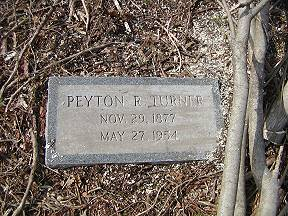 PEYTON R. TURNER
NOV. 29, 1877
MAY 27, 1954